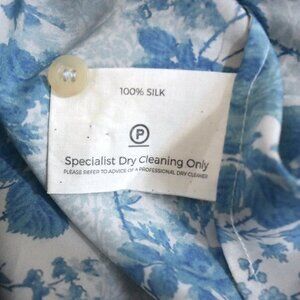 100% SILK
P
Specialist Dry Cleaning Only
PLEASE REFER TO ADVICE OF A PROFESSIONAL DRY CLEANER